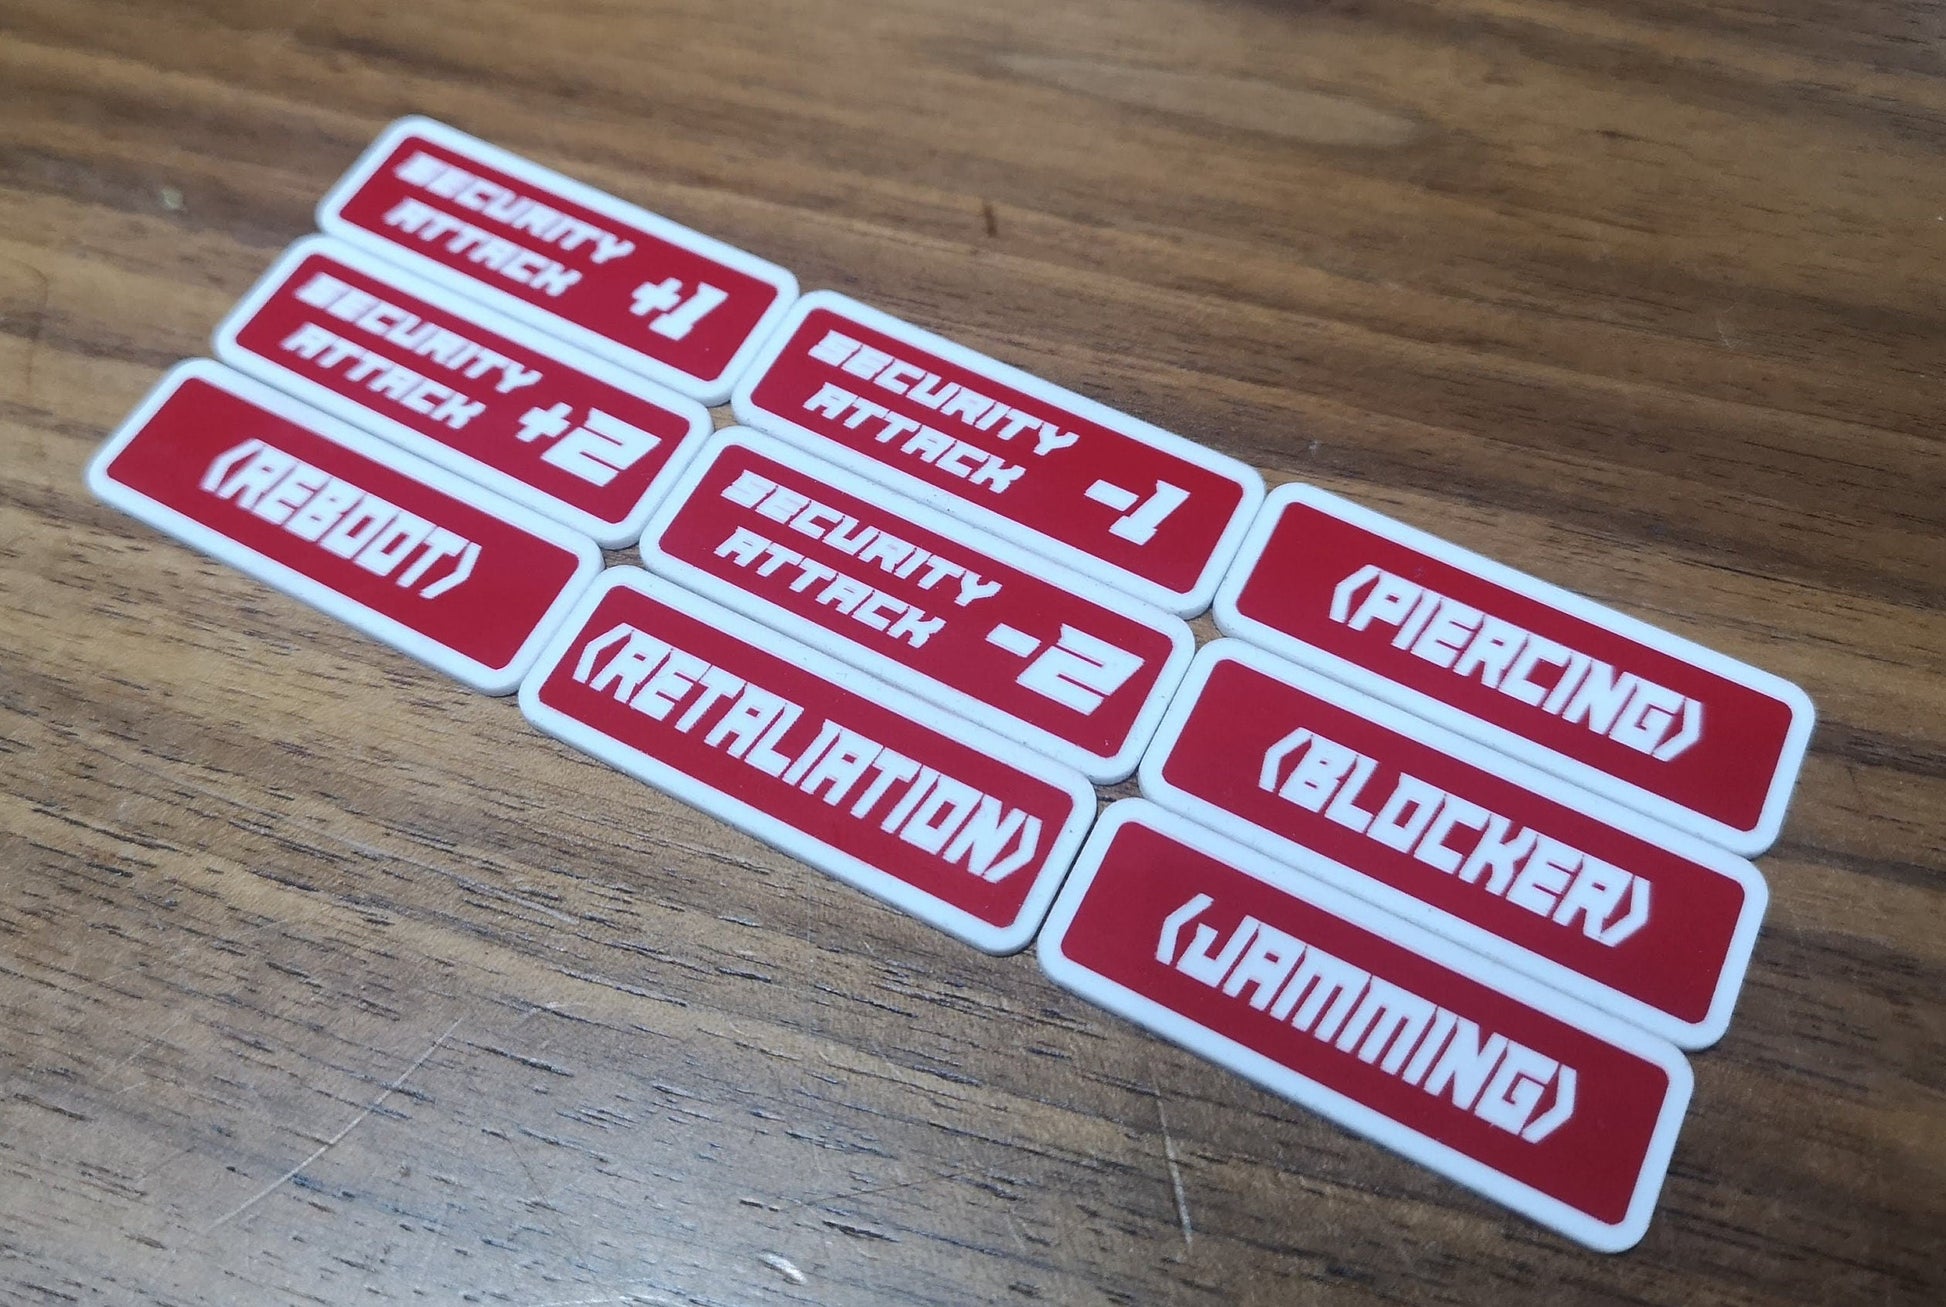 SECURITY
ATTACK +1
SECURITY
ATTACK +2
⟨REBOOT⟩
SECURITY
ATTACK -1
SECURITY
ATTACK -2
⟨RETALIATION⟩
⟨PIERCING⟩
⟨BLOCKER⟩
⟨JAMMING⟩